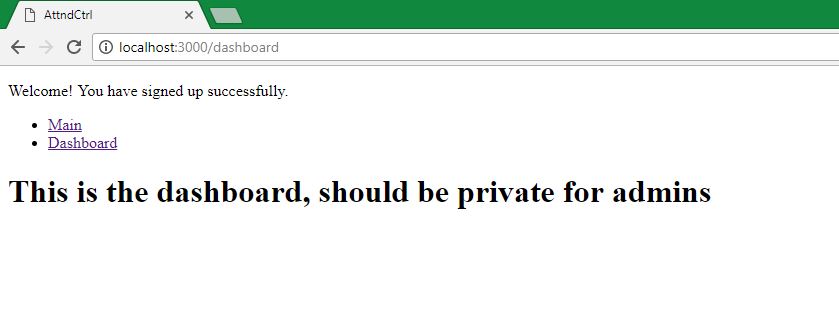 AttndCtrl
localhost:3000/dashboard
Welcome! You have signed up successfully.
Main
Dashboard
This is the dashboard, should be private for admins